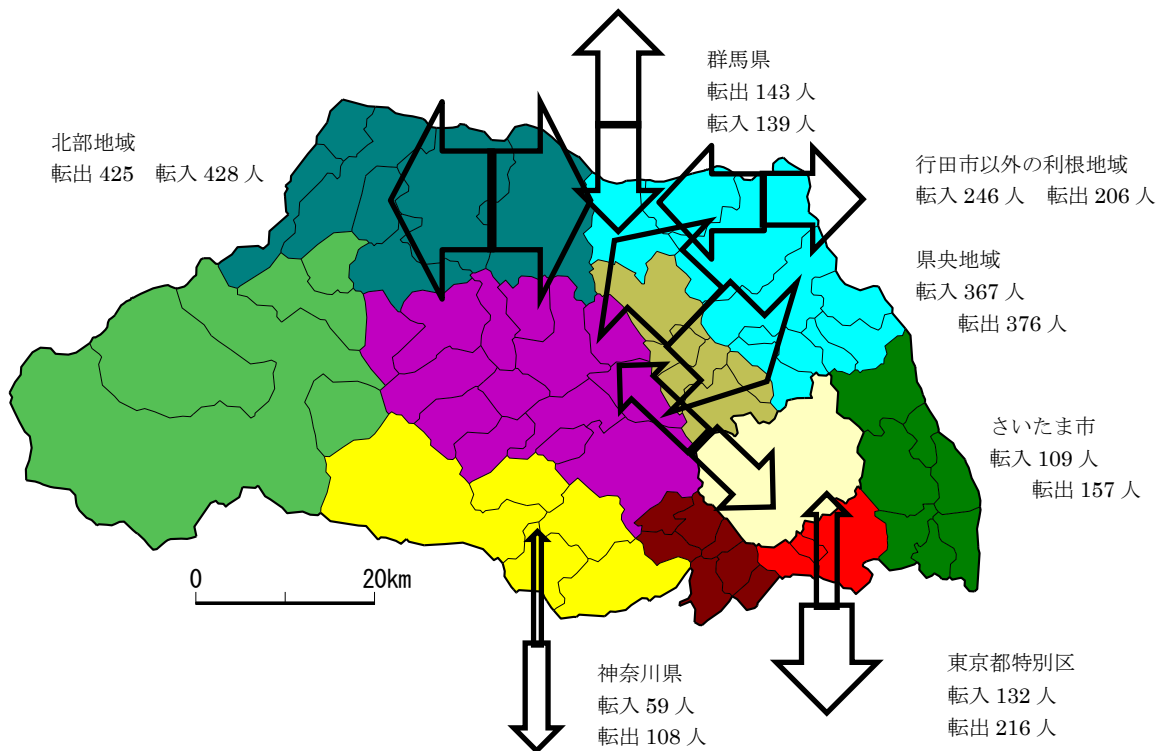 群馬県
転出 143 人
転入 139 人
北部地域
転出 425　転入 428 人
行田市以外の利根地域
転入 246 人　転出 206 人
県央地域
転入 367 人
転出 376 人
さいたま市
転入 109 人
転出 157 人
0 20km
神奈川県
転入 59 人
転出 108 人
東京都特別区
転入 132 人
転出 216 人